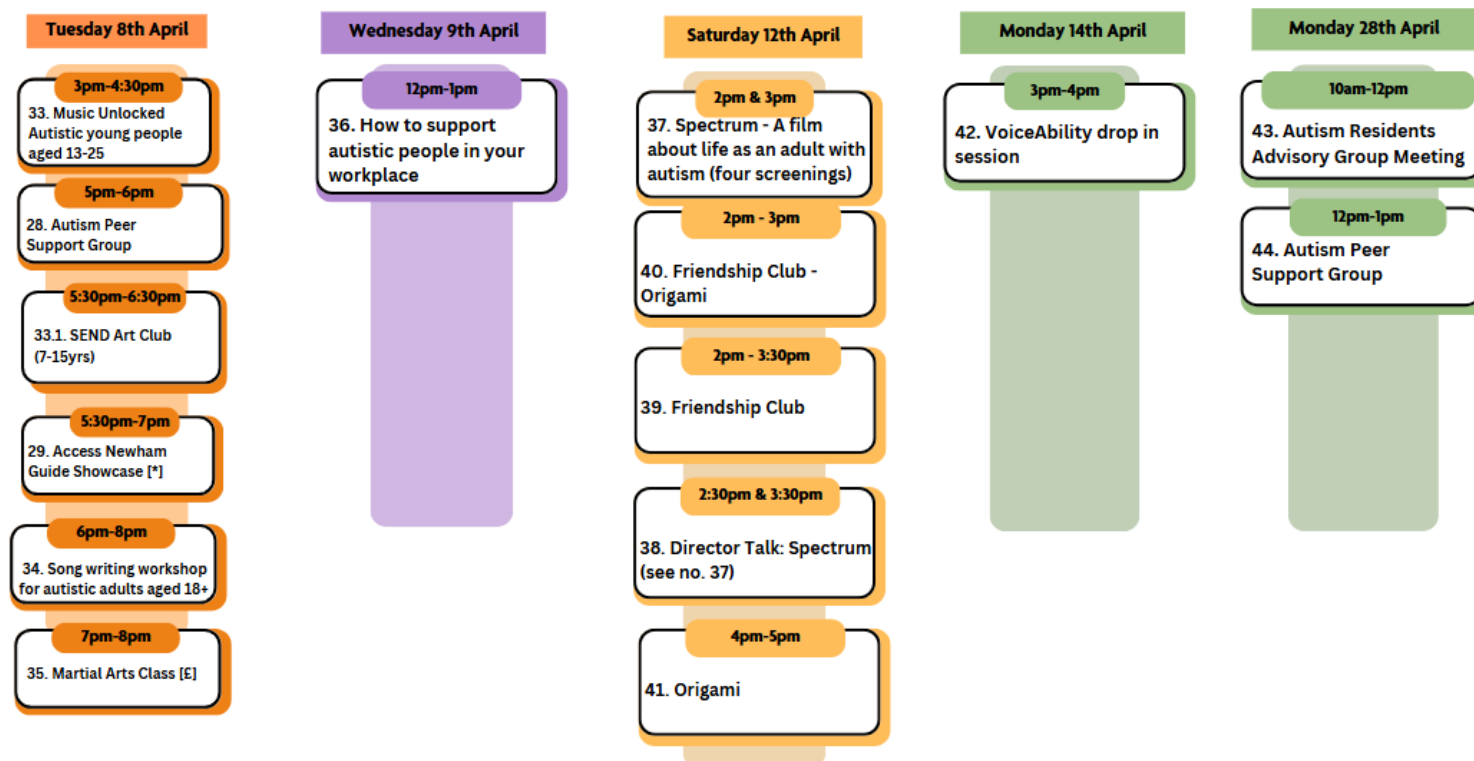 Tuesday 8th April
3pm-4:30pm
33. Music Unlocked
Autistic young people
aged 13-25
5pm-6pm
28. Autism Peer
Support Group
5:30pm-6:30pm
33.1. SEND Art Club
(7-15yrs)
5:30pm-7pm
29. Access Newham
Guide Showcase [*]
6pm-8pm
34. Song writing workshop
for autistic adults aged 18+
7pm-8pm
35. Martial Arts Class [£]
Wednesday 9th April
12pm-1pm
36. How to support
autistic people in your
workplace
Saturday 12th April
2pm & 3pm
37. Spectrum - A film
about life as an adult with
autism (four screenings)
2pm - 3pm
40. Friendship Club -
Origami
2pm - 3:30pm
39. Friendship Club
2:30pm & 3:30pm
38. Director Talk: Spectrum
(see no. 37)
4pm-5pm
41. Origami
Monday 14th April
3pm-4pm
42. VoiceAbility drop in
session
Monday 28th April
10am-12pm
43. Autism Residents
Advisory Group Meeting
12pm-1pm
44. Autism Peer
Support Group